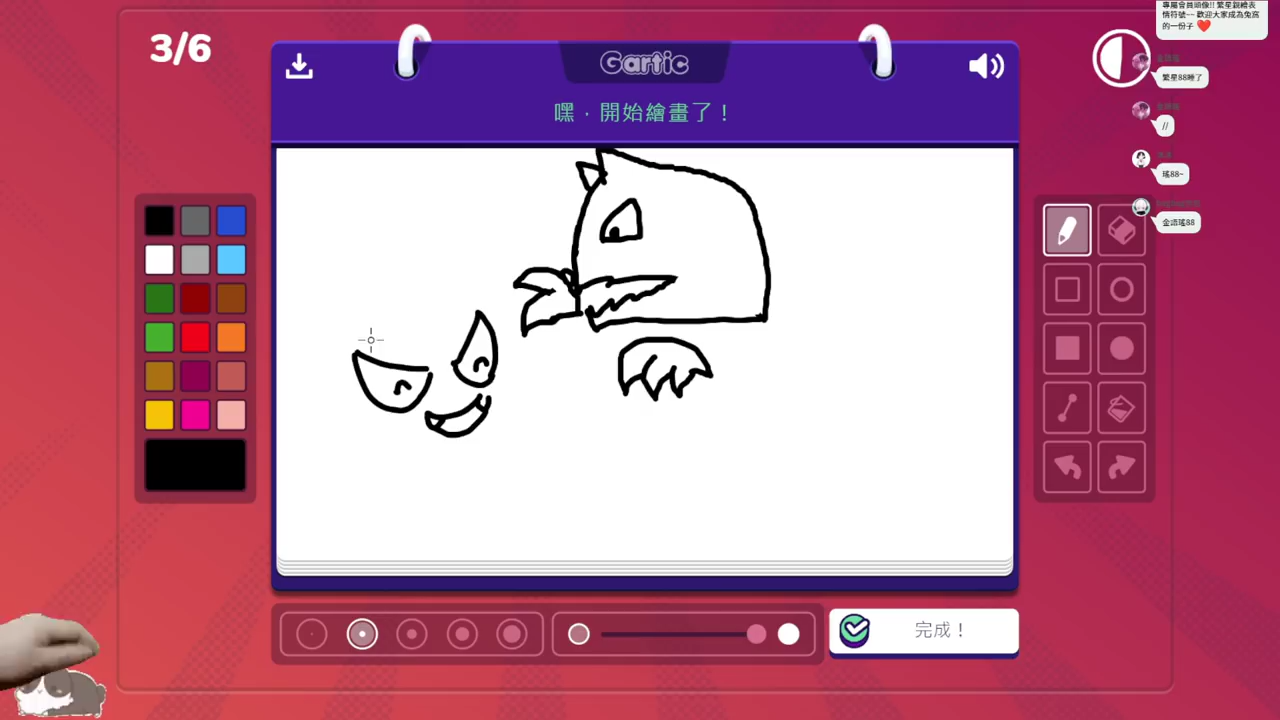 3/6
Gartic
嘿，開始繪畫了！
專屬會員頭像!! 繁星銳繪表
情符號~~ 歡迎大家成為兔窩
的一份子
繁星88睡了
//
瑤88~
金語瑤88
完成！